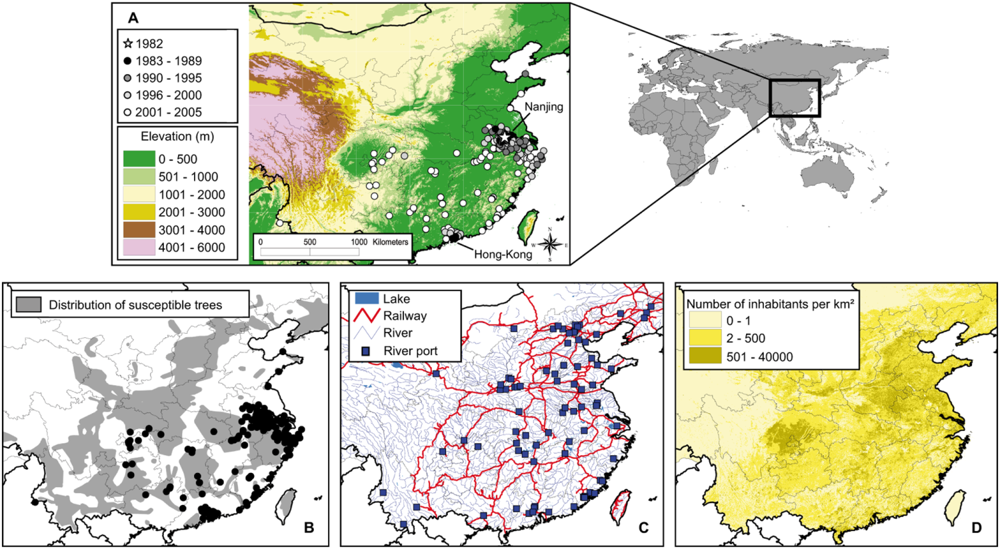 A
1982
1983 - 1989
1990 - 1995
1996 - 2000
2001 - 2005
Elevation (m)
0 - 500
501 - 1000
1001 - 2000
2001 - 3000
3001 - 4000
4001 - 6000
Nanjing
Hong-Kong
0 500 1000 Kilometers
N
W E
S
Distribution of susceptible trees
B
Lake
Railway
River
River port
C
Number of inhabitants per km²
0 - 1
2 - 500
501 - 40000
D